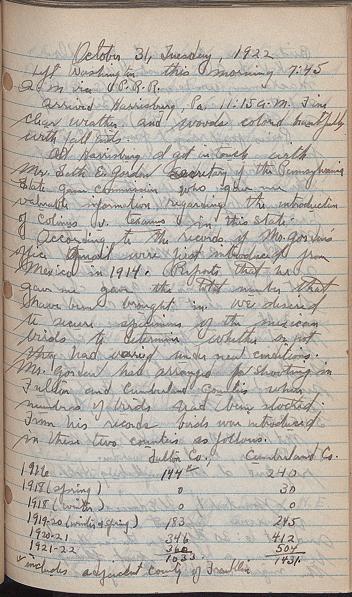 October 31, Tuesday, 1922
Left Washington this morning 7:45
a m via P.R.R.
arrived Harrisburg, Pa, 11:15 a.m. Fine
clear weather and woods colored beautifully
with fall tints.
At Harrisburg I got in touch with
Mr. Seth E. Gordon Secretary of the Pennsylvania
State Game Commission who gave me
valuable information regarding the introduction
of Colinus v. texanus in this state.
According to the records of Mr. Gordon's
office were first introduced from
Mexico in 1914. Reports that he
gave me gave the total number that
have been brought in. We desired
to secure specimens of the mexican
birds to determine whether or not
they had varied under new conditions.
Mr. Gordon had arranged for shooting in
Fulton and Cumberland Counties where
numbers of birds had been stocked.
From his records birds were introduced
in these two counties as follows.
Fulton Co. Cumberland Co.
1916 144* 240
1918 (spring) 0 30
1918 (winter) 0 0
1919-20 (winter & spring) 183 245
1920-21 346 412
1921-22 360 504
1033 1431
* includes adjacent county of Franklin